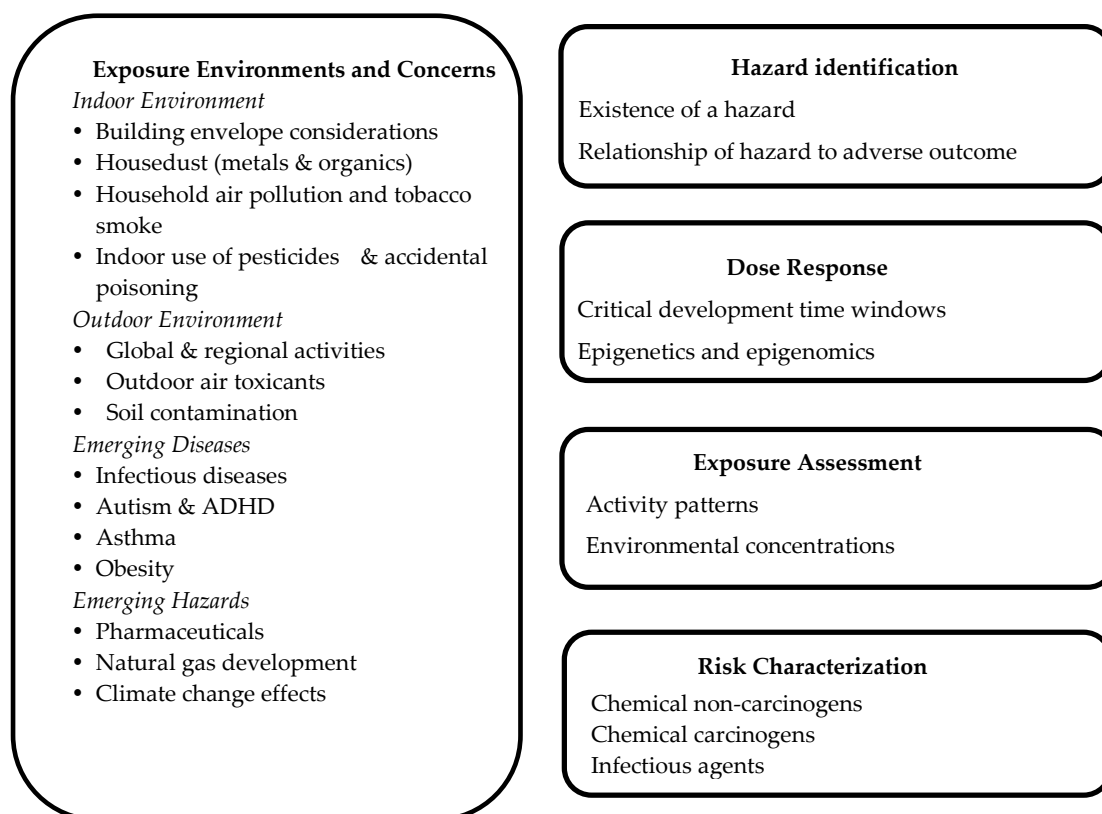 Exposure Environments and Concerns
Indoor Environment
• Building envelope considerations
• Housedust (metals & organics)
• Household air pollution and tobacco
smoke
• Indoor use of pesticides & accidental
poisoning
Outdoor Environment
• Global & regional activities
• Outdoor air toxicants
• Soil contamination
Emerging Diseases
• Infectious diseases
• Autism & ADHD
• Asthma
• Obesity
Emerging Hazards
• Pharmaceuticals
• Natural gas development
• Climate change effects
Hazard identification
Existence of a hazard
Relationship of hazard to adverse outcome
Dose Response
Critical development time windows
Epigenetics and epigenomics
Exposure Assessment
Activity patterns
Environmental concentrations
Risk Characterization
Chemical non-carcinogens
Chemical carcinogens
Infectious agents